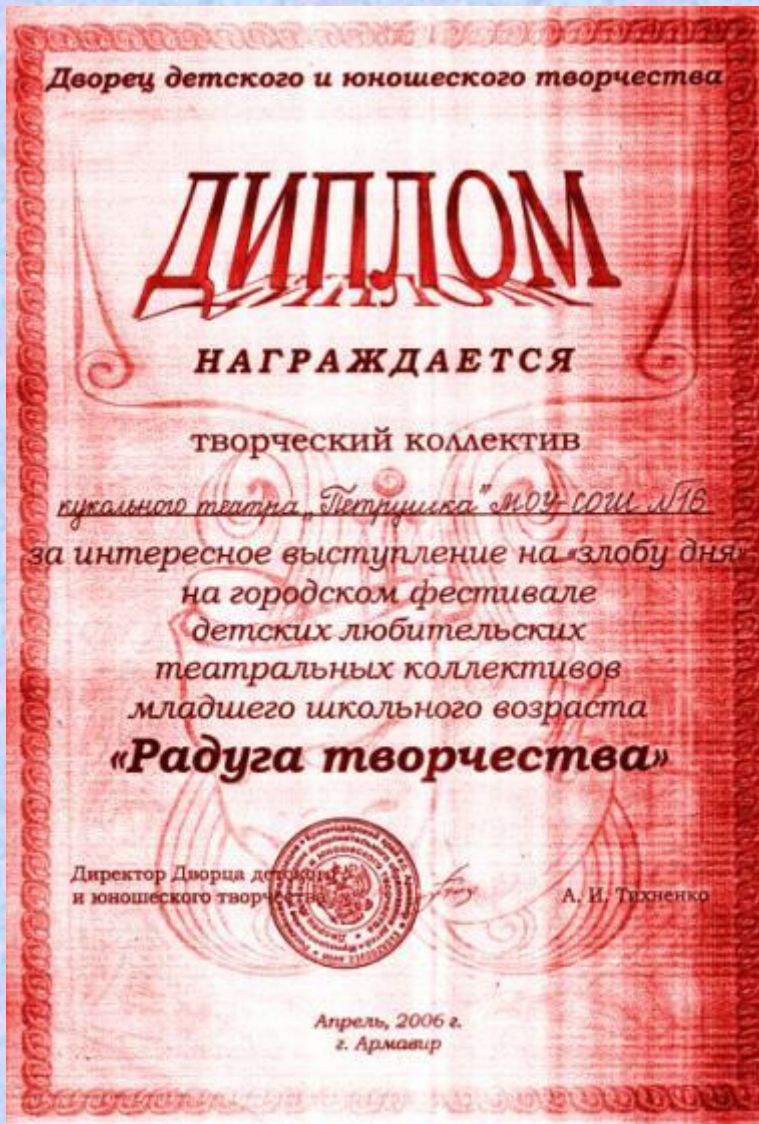 Дворец детского и юношеского творчества
ДИПЛОМ
НАГРАЖДАЕТСЯ
творческий коллектив
кукольного театра „Петрушка" МОУ-СОШ №16
за интересное выступление на «злобу дня»
на городском фестивале
детских любительских
театральных коллективов
младшего школьного возраста
«Радуга творчества»
Директор Дворца детского
и юношеского творчества
А. И. Тихненко
Апрель, 2006 г.
г. Армавир